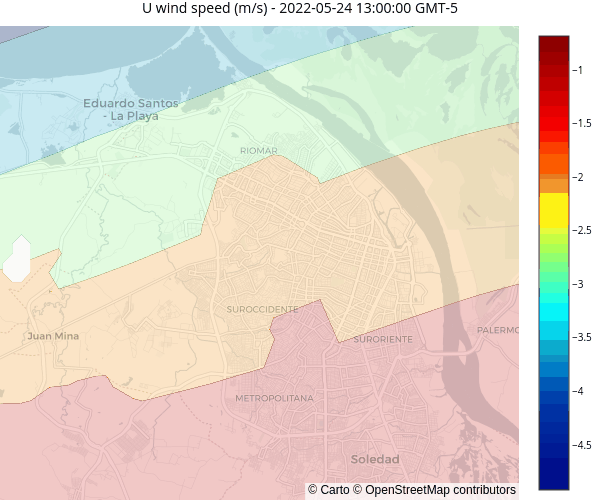 U wind speed (m/s) - 2022-05-24 13:00:00 GMT-5
Eduardo Santos
- La Playa
RIOMAR
SUROCCIDENTE
Juan Mina
SURORIENTE
PALERMO
METROPOLITANA
Soledad
© Carto © OpenStreetMap contributors
−1
−1.5
−2
−2.5
−3
−3.5
−4
−4.5